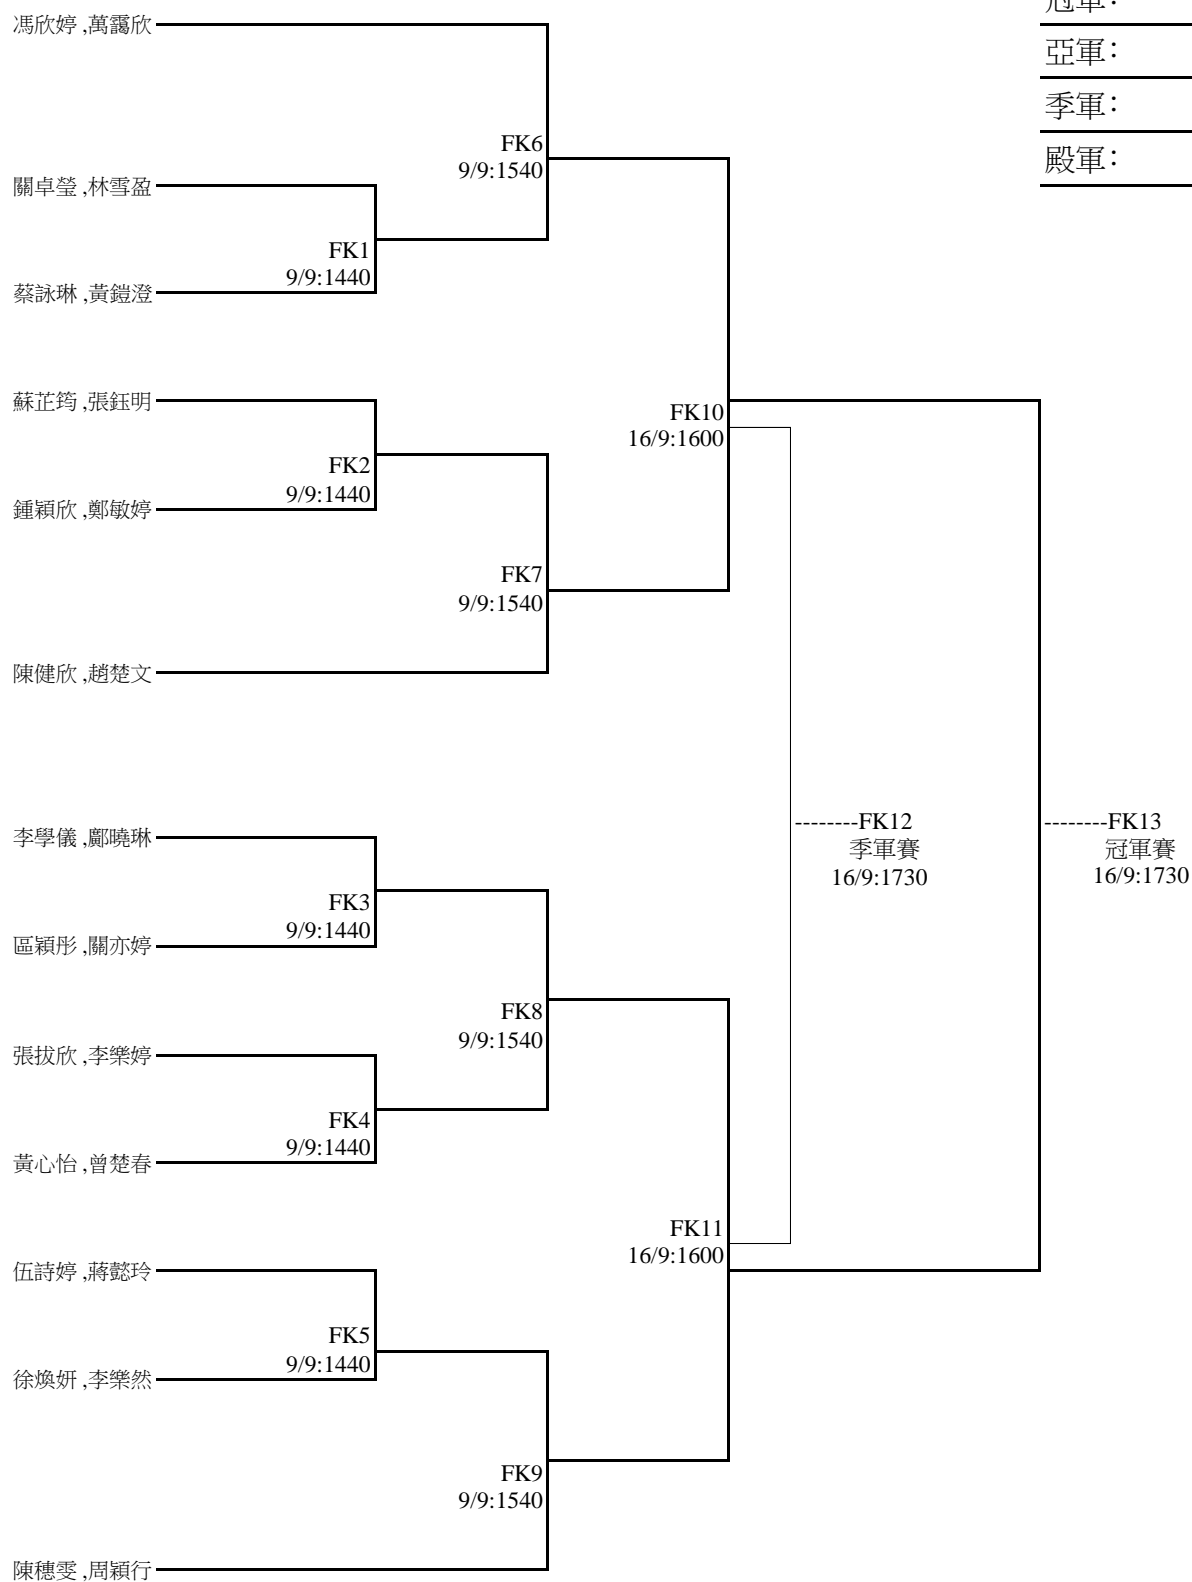 冠軍：
馮欣婷 ,萬靄欣
亞軍：
季軍：
FK6
殿軍：
9/9:1540
關卓瑩 ,林雪盈
FK1
9/9:1440
蔡詠琳 ,黃鎧澄
蘇芷筠 ,張鈺明
FK10
16/9:1600
FK2
9/9:1440
鍾穎欣 ,鄭敏婷
FK7
9/9:1540
陳健欣 ,趙楚文
--------FK12
--------FK13
李學儀 ,鄺曉琳
季軍賽
冠軍賽
16/9:1730
16/9:1730
FK3
9/9:1440
區穎彤 ,關亦婷
FK8
9/9:1540
張拔欣 ,李樂婷
FK4
9/9:1440
黃心怡 ,曾楚春
FK11
16/9:1600
伍詩婷 ,蔣懿玲
FK5
9/9:1440
徐煥妍 ,李樂然
FK9
9/9:1540
陳穗雯 ,周穎行